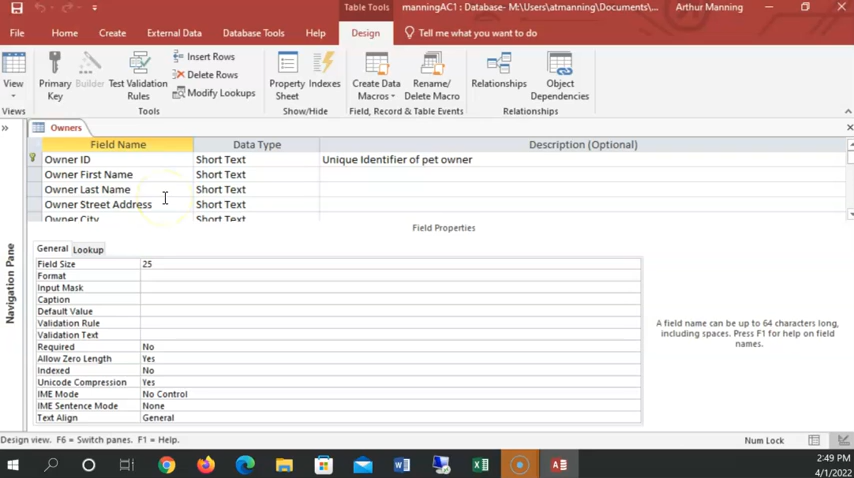 Table Tools
manningAC1 : Database- M:\Users\atmanning\Documents\...
Arthur Manning
File
Home
Create
External Data
Database Tools
Help
Design
Tell me what you want to do
View
Primary Key
Builder
Test Validation Rules
Insert Rows
Delete Rows
Modify Lookups
Property Sheet
Indexes
Create Data Macros
Rename/ Delete Macro
Relationships
Object Dependencies
Views
Tools
Show/Hide
Field, Record & Table Events
Relationships
Owners
Field Name Data Type Description (Optional)
Owner ID Short Text Unique Identifier of pet owner
Owner First Name Short Text
Owner Last Name Short Text
Owner Street Address Short Text
Owner City Short Text
Navigation Pane
Field Properties
General Lookup
Field Size 25
Format
Input Mask
Caption
Default Value
Validation Rule
Validation Text
Required No
Allow Zero Length Yes
Indexed No
Unicode Compression Yes
IME Mode No Control
IME Sentence Mode None
Text Align General
A field name can be up to 64 characters long,
including spaces. Press F1 for help on field
names.
Design view. F6 = Switch panes. F1 = Help.
Num Lock
2:49 PM
4/1/2022